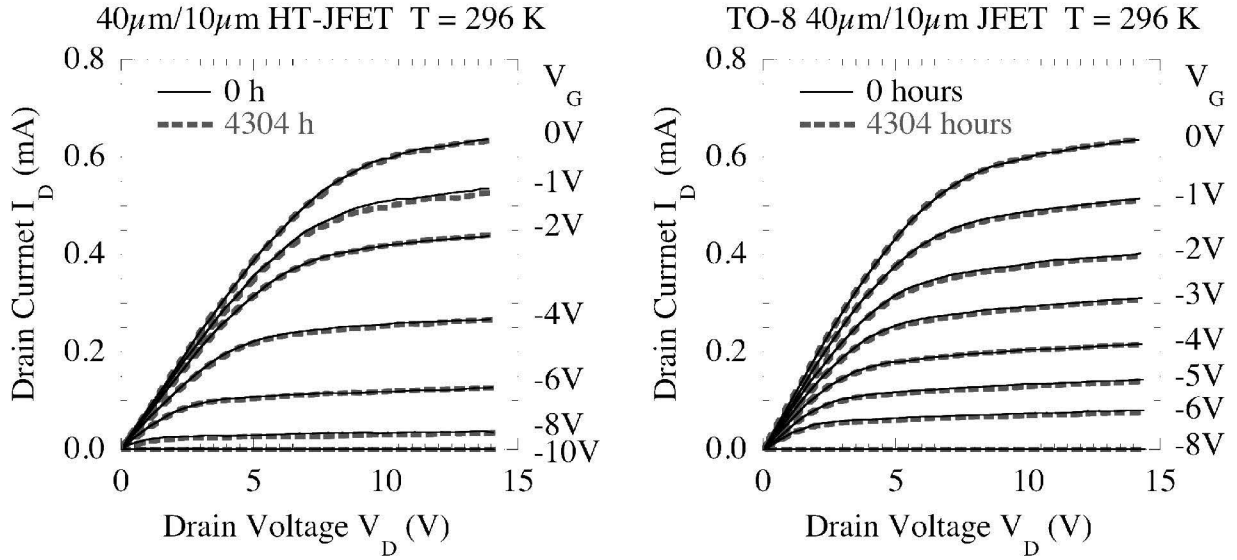 40μm/10μm HT-JFET T = 296 K
0.8
0.6
0.4
0.2
0.0
Drain Currnet I_D (mA)
0 h
4304 h
V_G
0V
-1V
-2V
-4V
-6V
-8V
-10V
0
5
10
15
Drain Voltage V_D (V)
TO-8 40μm/10μm JFET T = 296 K
0.8
0.6
0.4
0.2
0.0
Drain Currnet I_D (mA)
0 hours
4304 hours
V_G
0V
-1V
-2V
-3V
-4V
-5V
-6V
-8V
0
5
10
15
Drain Voltage V_D (V)